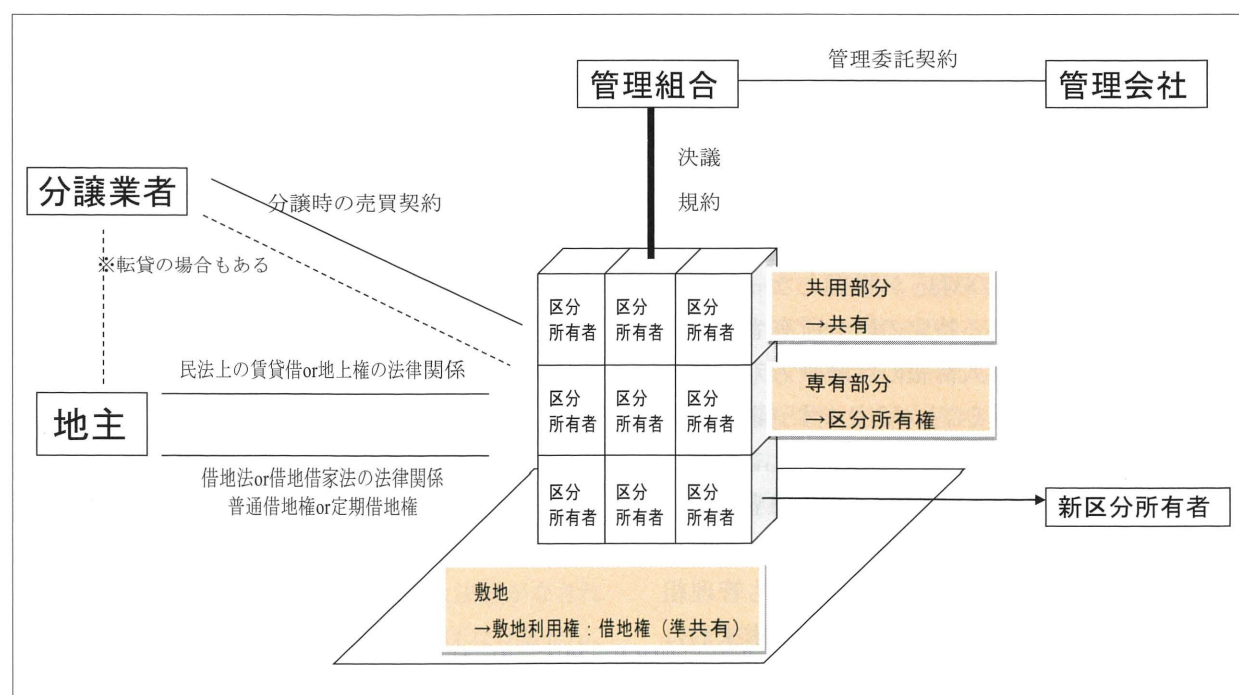 管理委託契約
管理組合
管理会社
決議
規約
分譲業者
分譲時の売買契約
※転貸の場合もある
民法上の賃貸借or地上権の法律関係
地主
借地法or借地借家法の法律関係
普通借地権or定期借地権
区分
所有者
区分
所有者
区分
所有者
区分
所有者
区分
所有者
区分
所有者
区分
所有者
区分
所有者
区分
所有者
共用部分
→共有
専有部分
→区分所有権
新区分所有者
敷地
→敷地利用権：借地権（準共有）